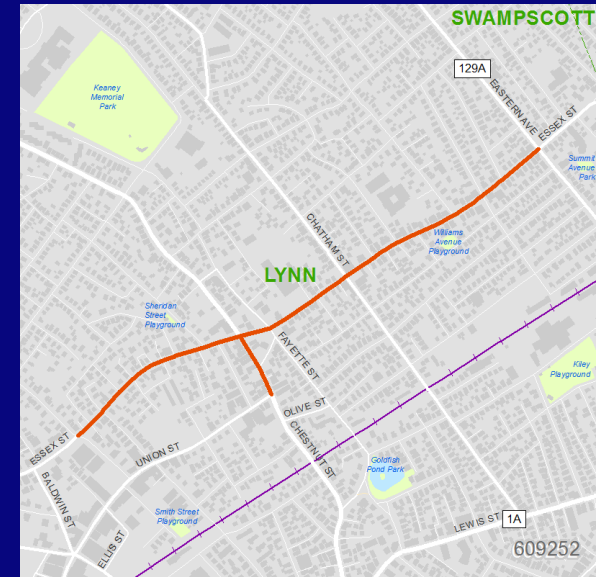 SWAMPSCOTT
129A
EASTERN AVE
ESSEX ST
Keaney
Memorial
Park
Summit
Avenue
Park
CHATHAM ST
Williams
Avenue
Playground
LYNN
Sheridan
Street
Playground
FAYETTE ST
Kiley
Playground
OLIVE ST
CHESTNUT ST
ESSEX ST
UNION ST
Goldfish
Pond Park
BALDWIN ST
Smith Street
Playground
ELLIS ST
LEWIS ST
1A
609252